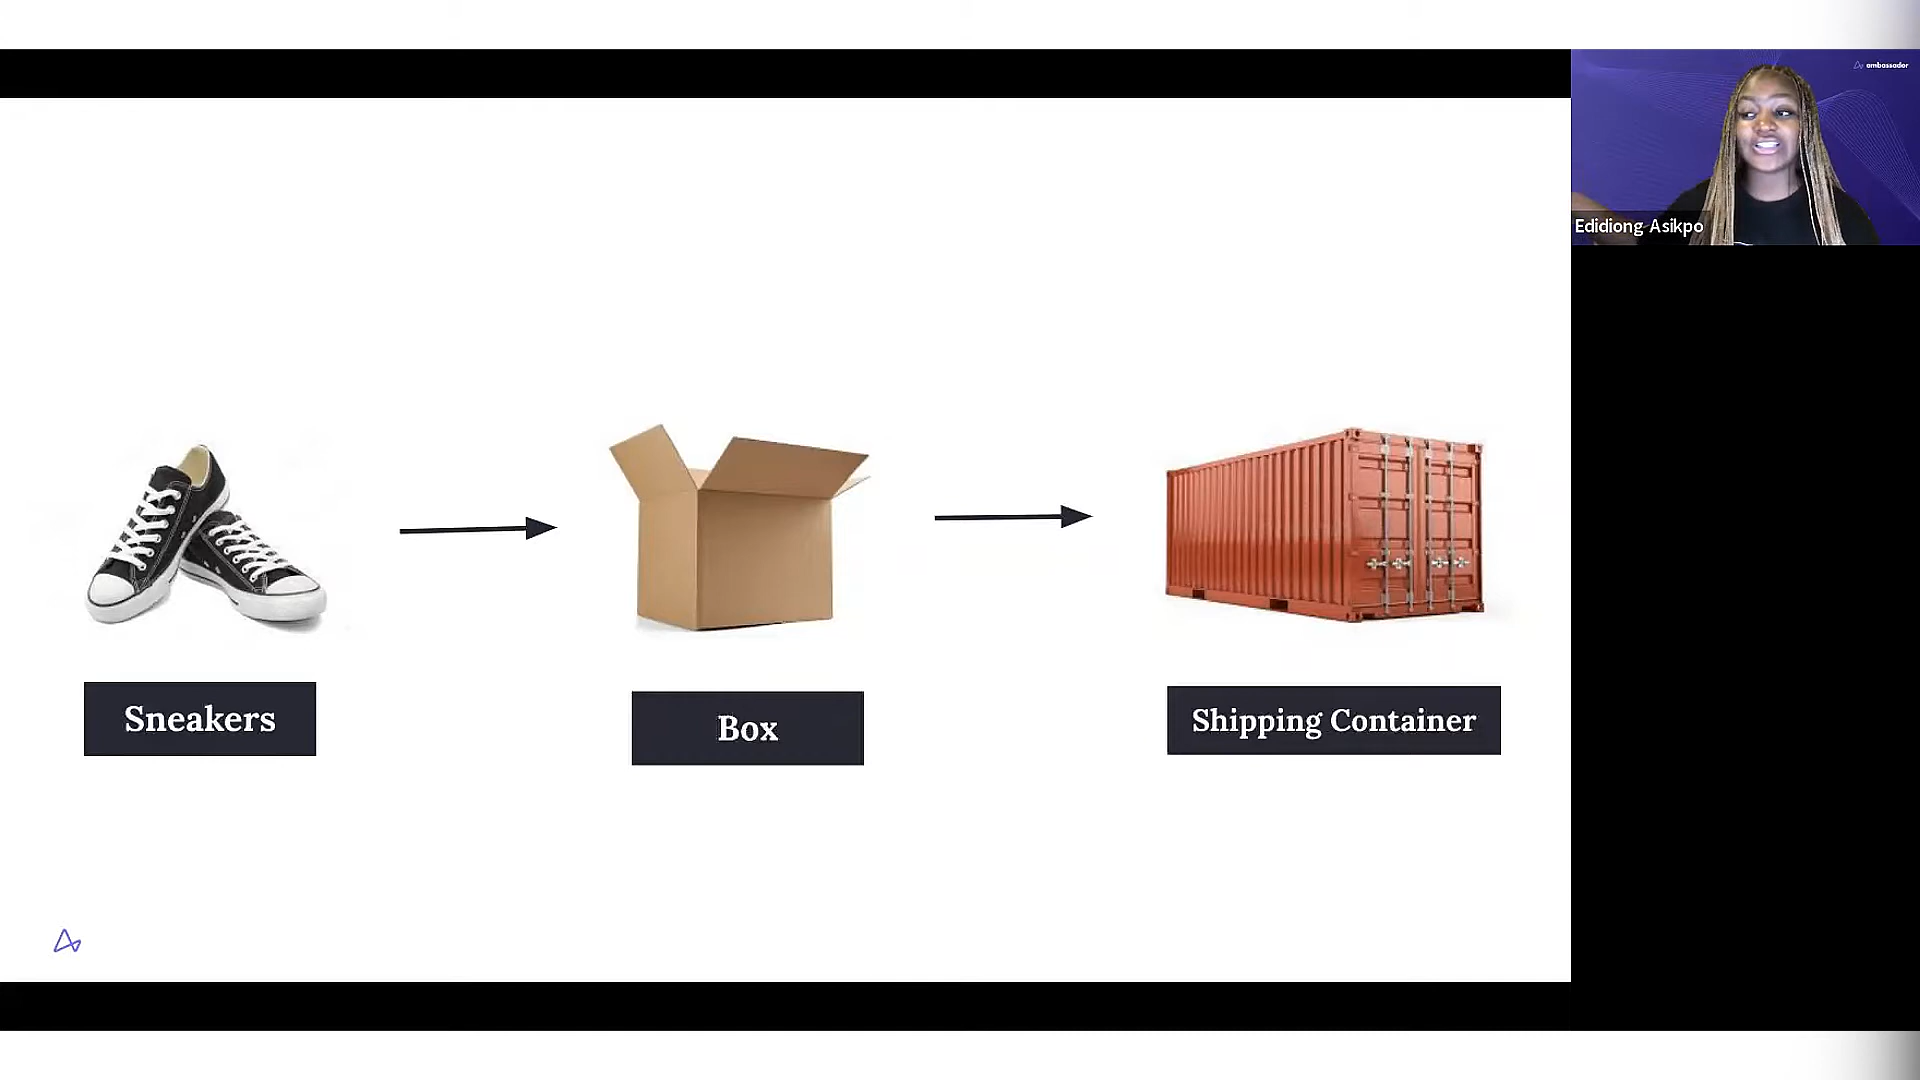 ambassador
Edidiong Asikpo
Sneakers
Box
Shipping Container